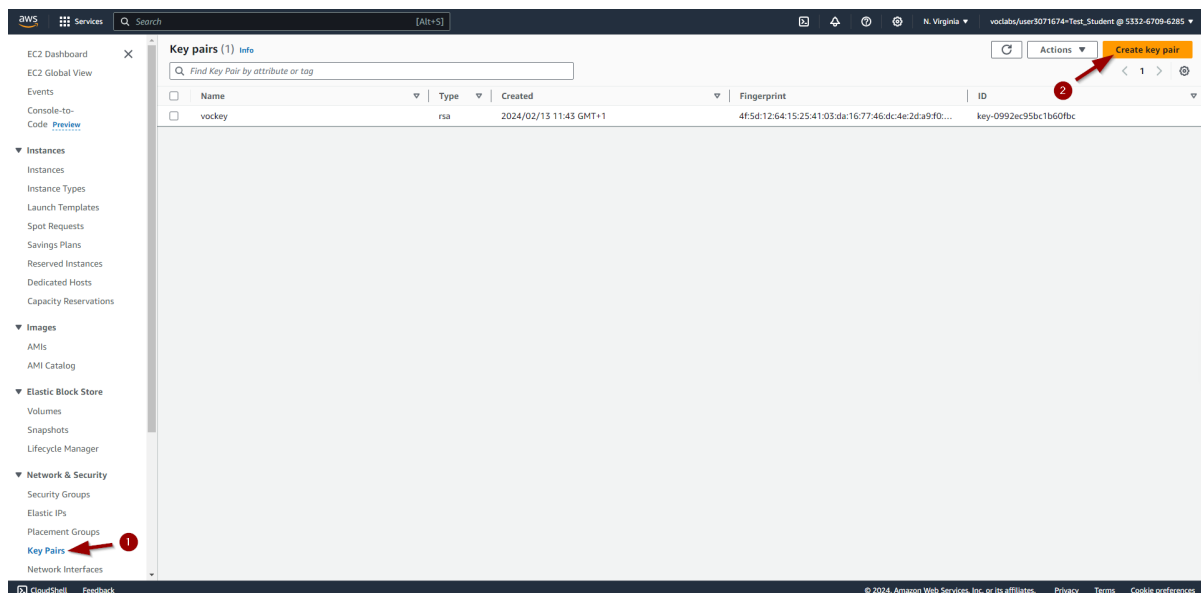 aws Services Search [Alt+S] N. Virginia voclabs/user3071674=Test_Student @ 5332-6709-6285
EC2 Dashboard
EC2 Global View
Events
Console-to-
Code Preview
Instances
Instances
Instance Types
Launch Templates
Spot Requests
Savings Plans
Reserved Instances
Dedicated Hosts
Capacity Reservations
Images
AMIs
AMI Catalog
Elastic Block Store
Volumes
Snapshots
Lifecycle Manager
Network & Security
Security Groups
Elastic IPs
Placement Groups
Key Pairs 1
Network Interfaces
Key pairs (1) Info Actions Create key pair
Find Key Pair by attribute or tag 1
2
Name Type Created Fingerprint ID
vockey rsa 2024/02/13 11:43 GMT+1 4f:5d:12:64:15:25:41:03:da:16:77:46:dc:4e:2d:a9:f0:... key-0992ec95bc1b60fbc
CloudShell Feedback © 2024, Amazon Web Services, Inc. or its affiliates. Privacy Terms Cookie preferences